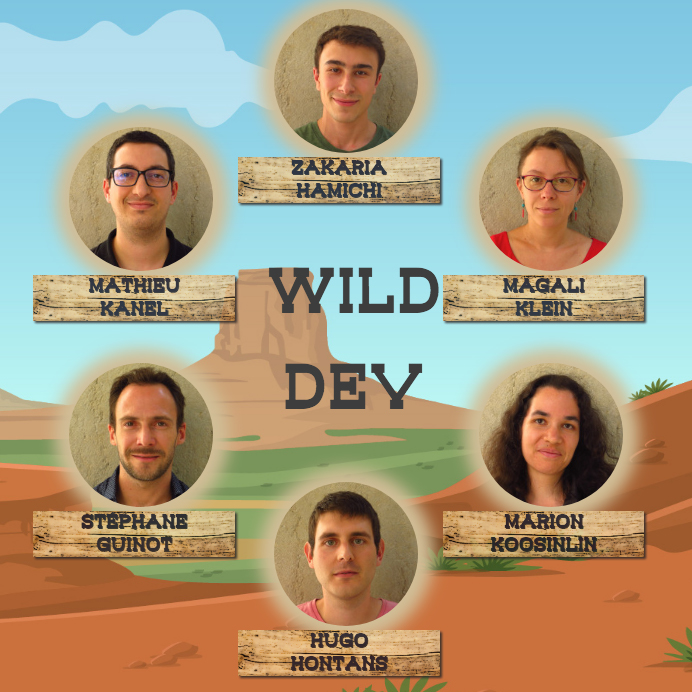 ZAKARIA
HAMICHI
MATHIEU
KANEL
MAGALI
KLEIN
WILD
DEV
STÉPHANE
GUINOT
MARION
KOOSINLIN
HUGO
HONTANS